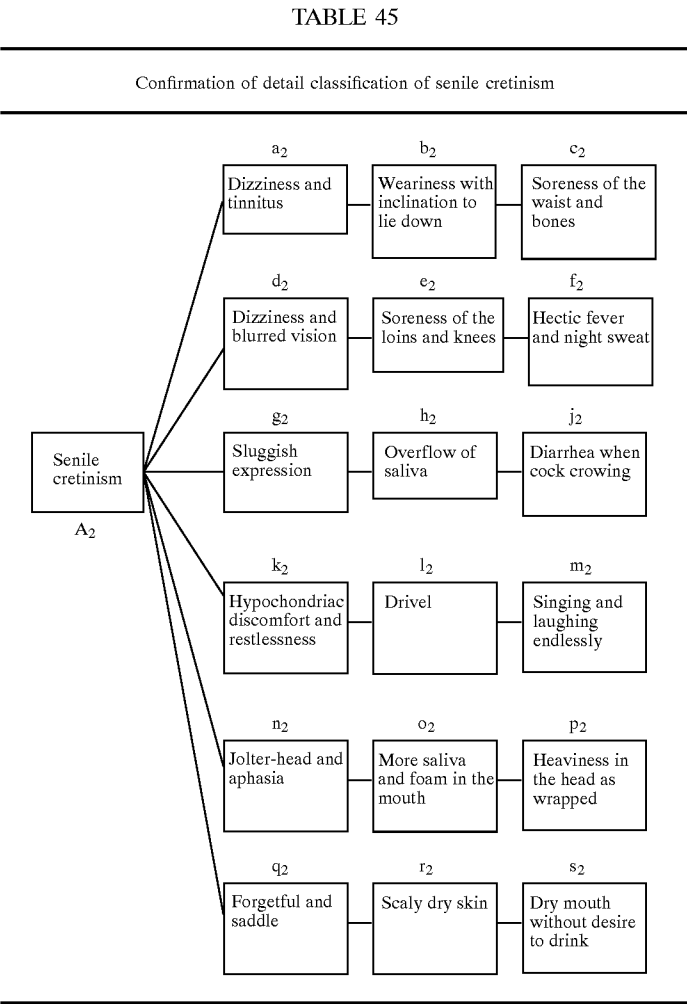 TABLE 45
Confirmation of detail classification of senile cretinism
a2
b2
c2
Dizziness and
tinnitus
Weariness with
inclination to
lie down
Soreness of the
waist and
bones
d2
e2
f2
Dizziness and
blurred vision
Soreness of the
loins and knees
Hectic fever
and night sweat
g2
h2
j2
Senile
cretinism
A2
Sluggish
expression
Overflow of
saliva
Diarrhea when
cock crowing
k2
l2
m2
Hypochondriac
discomfort and
restlessness
Drivel
Singing and
laughing
endlessly
n2
o2
p2
Jolter-head and
aphasia
More saliva
and foam in the
mouth
Heaviness in
the head as
wrapped
q2
r2
s2
Forgetful and
saddle
Scaly dry skin
Dry mouth
without desire
to drink